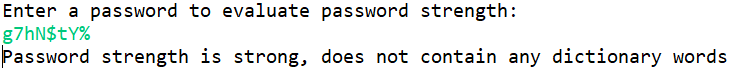 Enter a password to evaluate password strength:
g7hN$tY%
Password strength is strong, does not contain any dictionary words